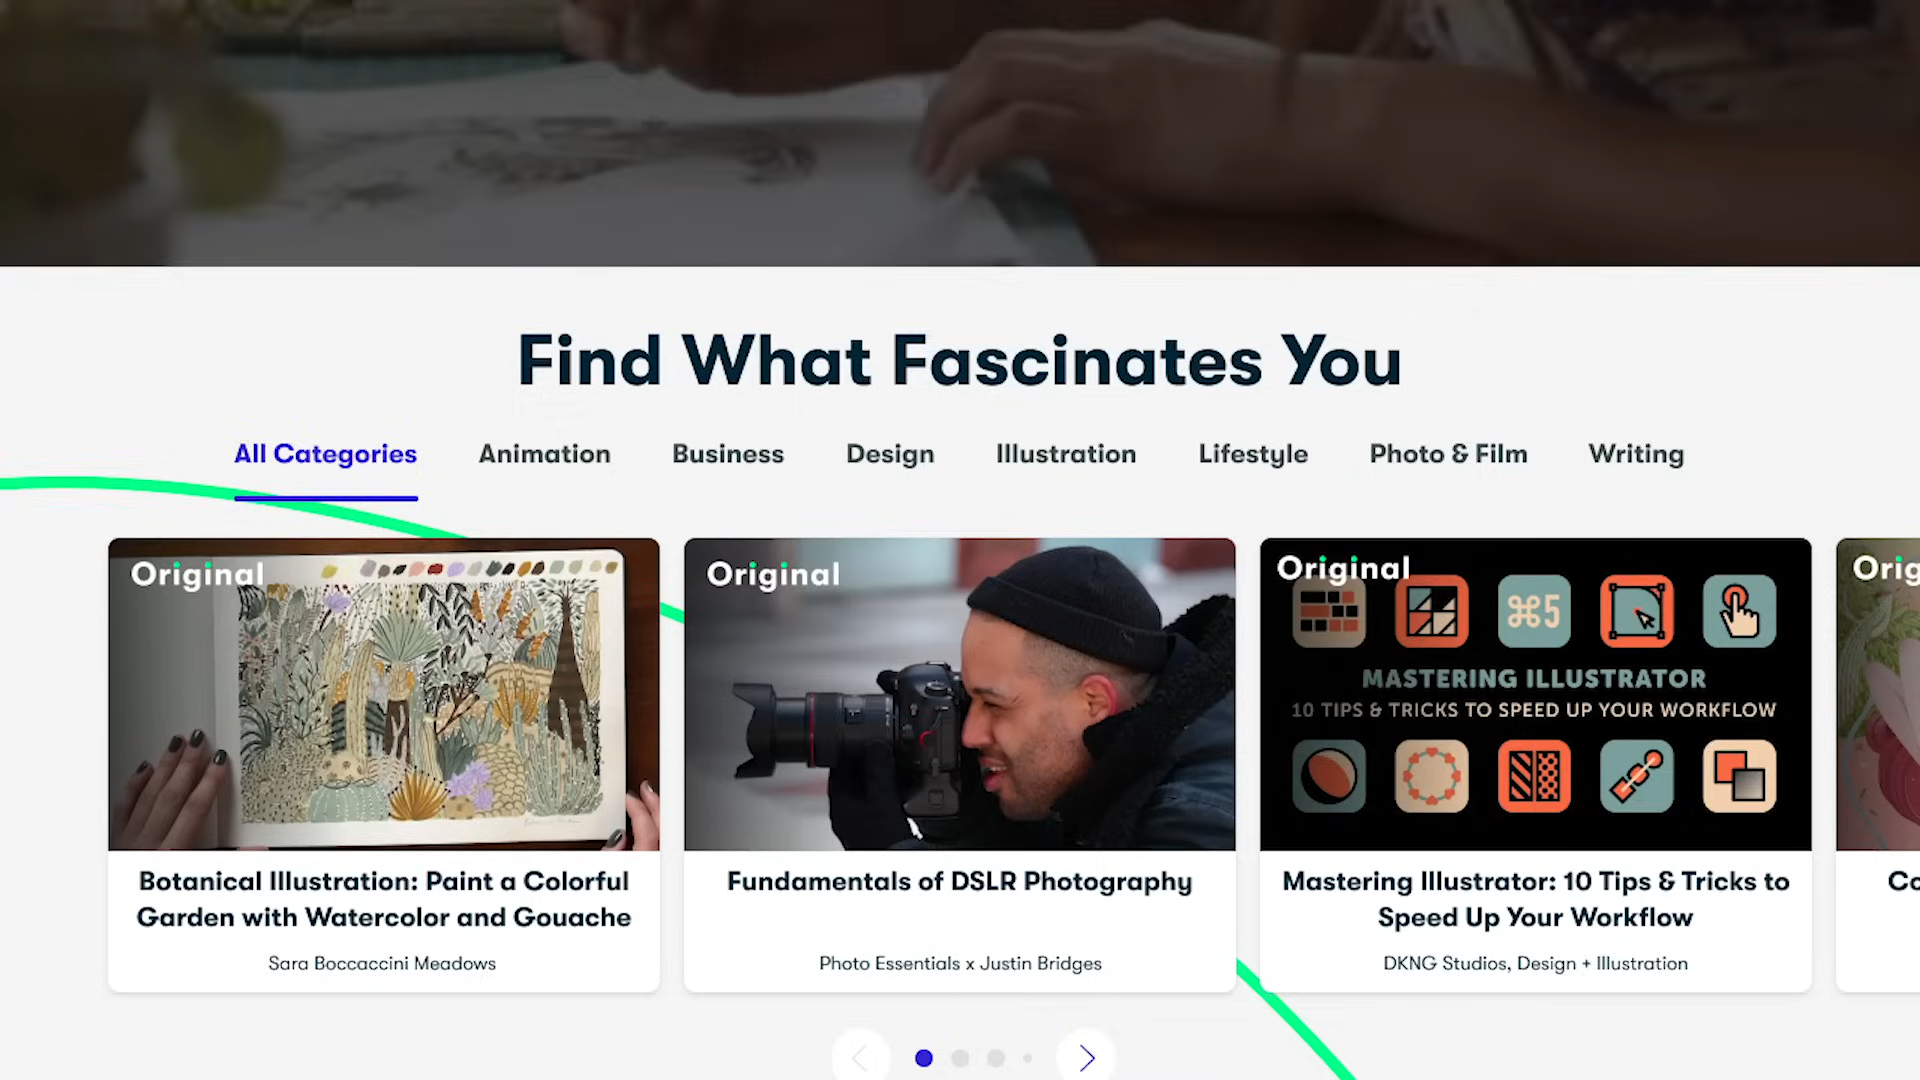 Find What Fascinates You
All Categories Animation Business Design Illustration Lifestyle Photo & Film Writing
Original
Original
Original
Orig
⌘5
MASTERING ILLUSTRATOR
10 TIPS & TRICKS TO SPEED UP YOUR WORKFLOW
Botanical Illustration: Paint a Colorful
Garden with Watercolor and Gouache
Sara Boccaccini Meadows
Fundamentals of DSLR Photography
Photo Essentials x Justin Bridges
Mastering Illustrator: 10 Tips & Tricks to
Speed Up Your Workflow
DKNG Studios, Design + Illustration
Co